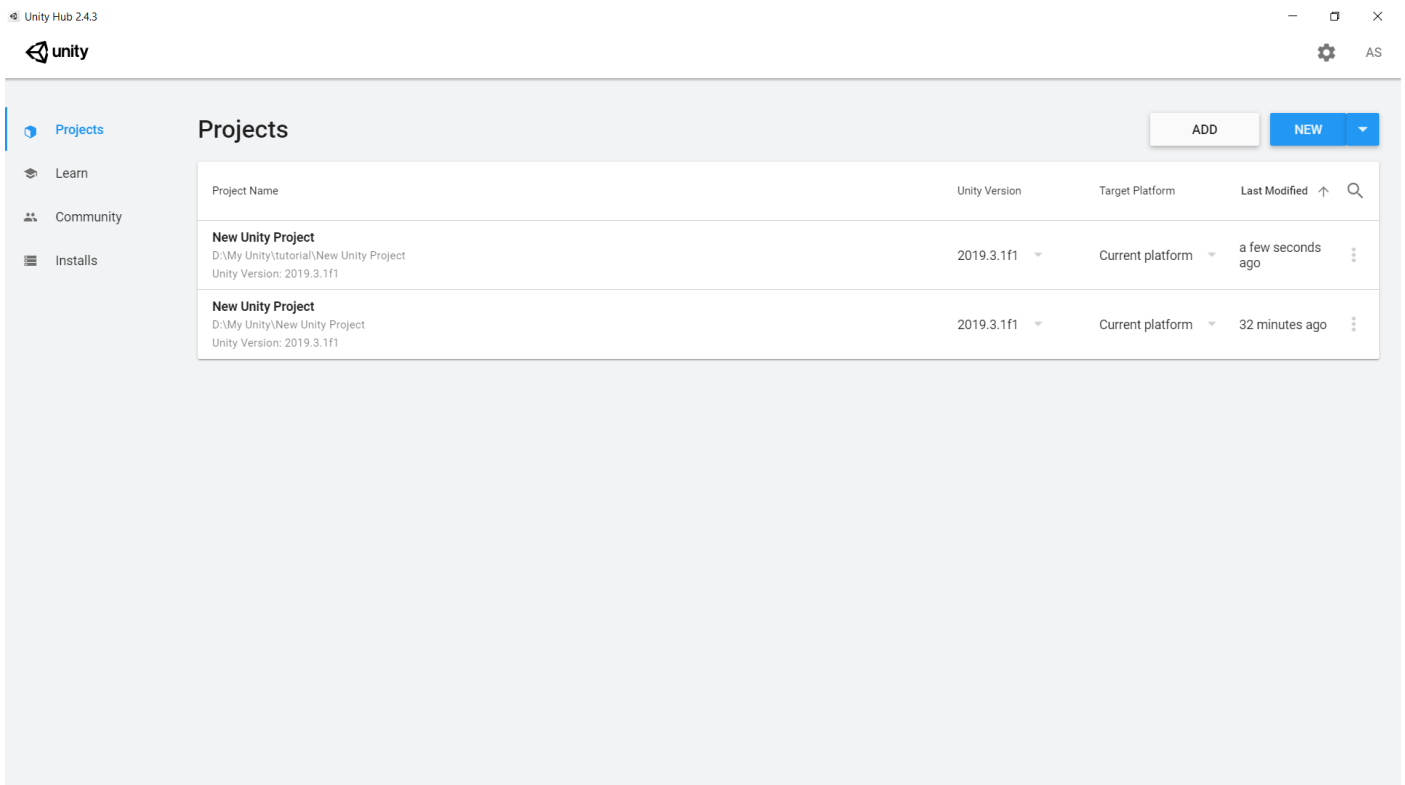 Unity Hub 2.4.3
unity
AS
Projects
Learn
Community
Installs
Projects
ADD
NEW
Project Name
Unity Version
Target Platform
Last Modified
New Unity Project
D:\My Unity\tutorial\New Unity Project
Unity Version: 2019.3.1f1
2019.3.1f1
Current platform
a few seconds
ago
New Unity Project
D:\My Unity\New Unity Project
Unity Version: 2019.3.1f1
2019.3.1f1
Current platform
32 minutes ago